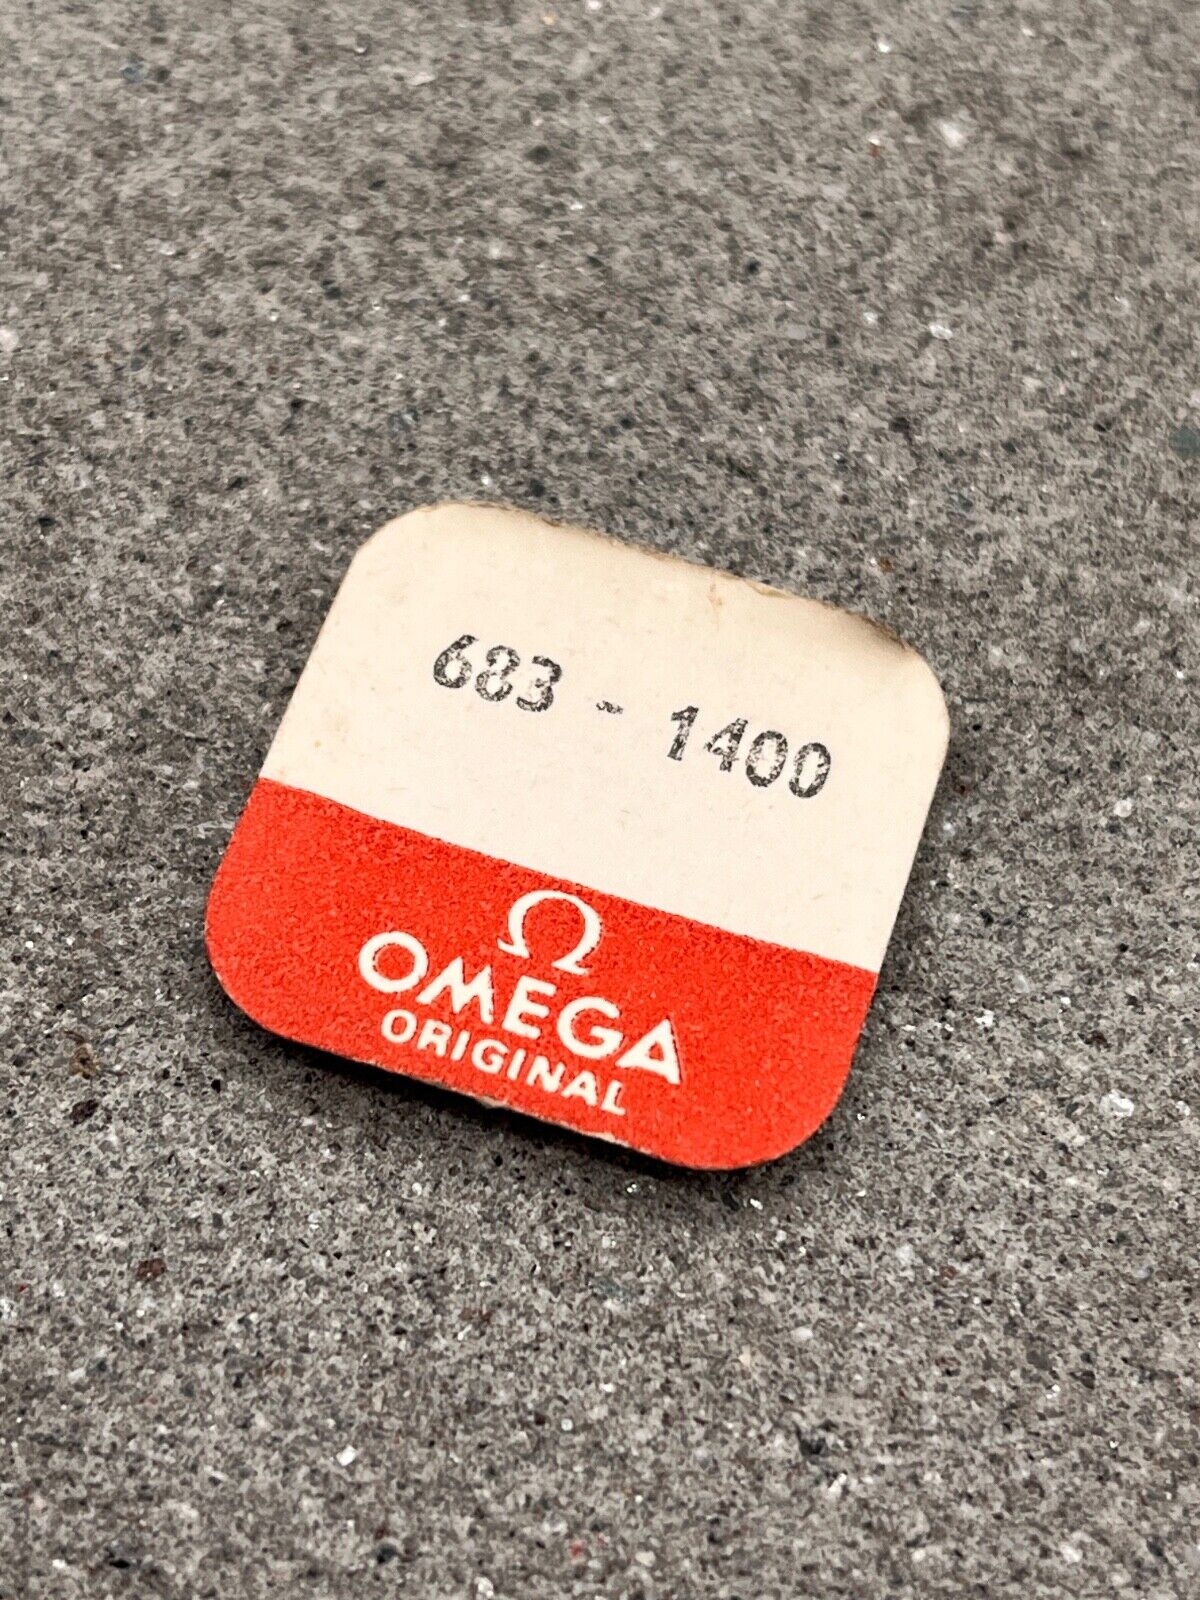 683 - 1400
Ω
OMEGA
ORIGINAL